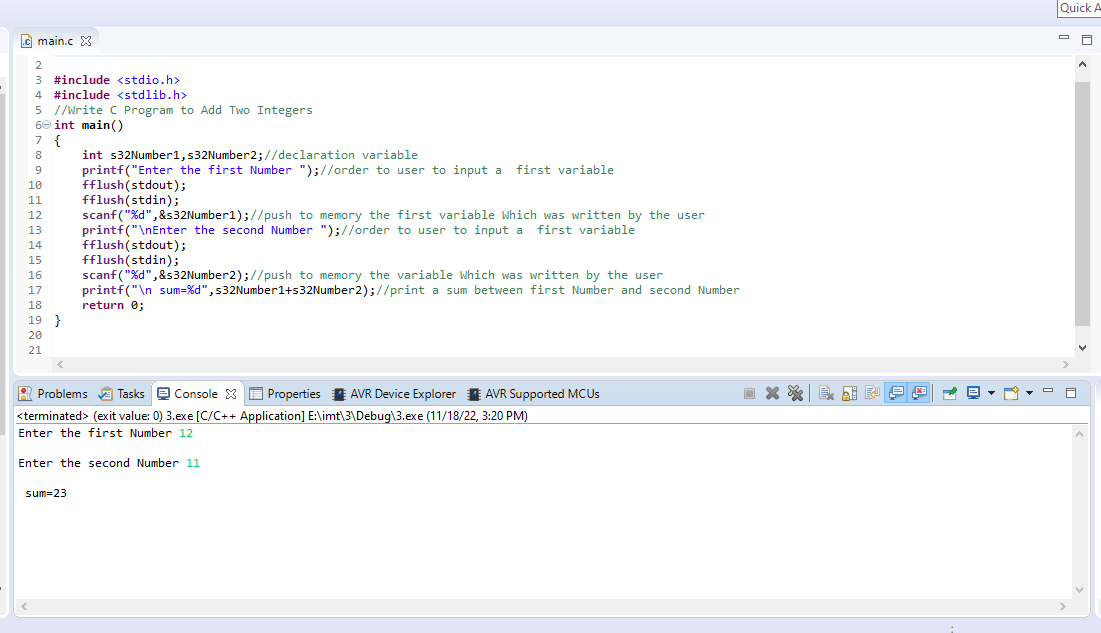 Quick A
main.c
2
3 #include <stdio.h>
4 #include <stdlib.h>
5 //Write C Program to Add Two Integers
6 int main()
7 {
8     int s32Number1,s32Number2;//declaration variable
9     printf("Enter the first Number ");//order to user to input a  first variable
10     fflush(stdout);
11     fflush(stdin);
12     scanf("%d",&s32Number1);//push to memory the first variable Which was written by the user
13     printf("\nEnter the second Number ");//order to user to input a  first variable
14     fflush(stdout);
15     fflush(stdin);
16     scanf("%d",&s32Number2);//push to memory the variable Which was written by the user
17     printf("\n sum=%d",s32Number1+s32Number2);//print a sum between first Number and second Number
18     return 0;
19 }
20
21
Problems Tasks Console Properties AVR Device Explorer AVR Supported MCUs
<terminated> (exit value: 0) 3.exe [C/C++ Application] E:\imt\3\Debug\3.exe (11/18/22, 3:20 PM)
Enter the first Number 12
Enter the second Number 11
sum=23